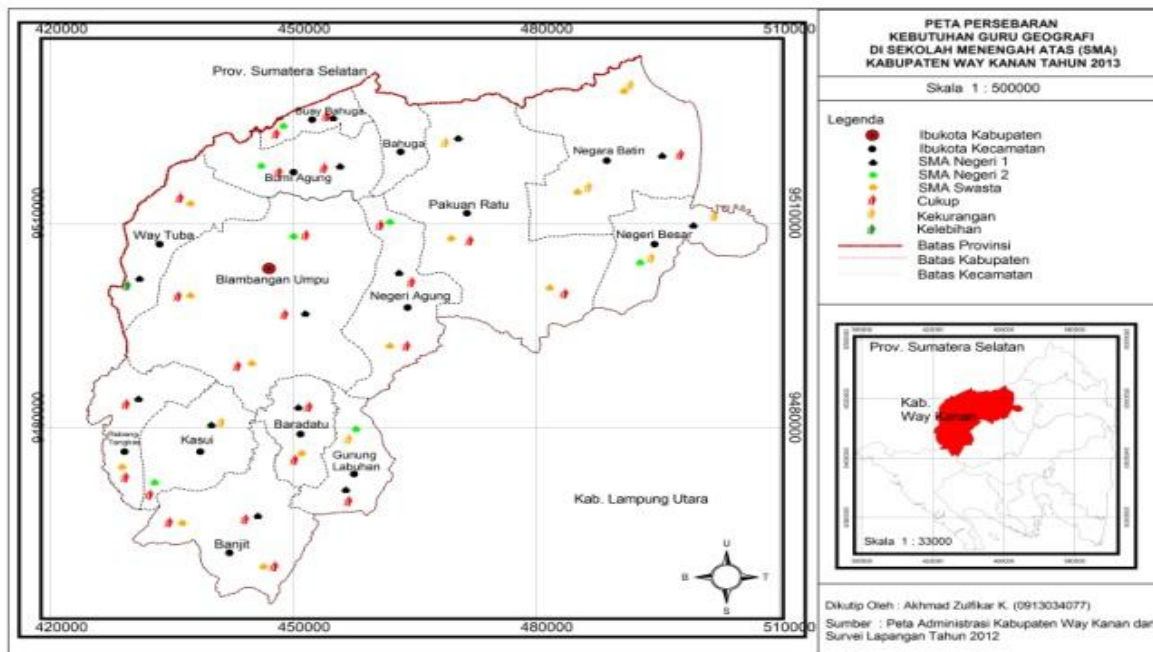 PETA PERSEBARAN
KEBUTUHAN GURU GEOGRAFI
DI SEKOLAH MENENGAH ATAS (SMA)
KABUPATEN WAY KANAN TAHUN 2013
Skala 1 : 500000
Legenda
Ibukota Kabupaten
Ibukota Kecamatan
SMA Negeri 1
SMA Negeri 2
SMA Swasta
Cukup
Kekurangan
Kelebihan
Batas Provinsi
Batas Kabupaten
Batas Kecamatan
420000 450000 480000 510000
Prov. Sumatera Selatan
Buay Bahuga
Bahuga
Negara Batin
Bumi Agung
Pakuan Ratu
9510000
Way Tuba
Negeri Besar
Blambangan Umpu
Negeri Agung
9480000 9480000
Baradatu
Kasui
Gunung
Labuhan
Kab. Lampung Utara
Banjit
U
B T
S
420000 450000 480000 510000
Prov. Sumatera Selatan
Kab.
Way Kanan
Skala 1 : 33000
Dikutip Oleh : Akhmad Zulfikar K. (0913034077)
Sumber : Peta Administrasi Kabupaten Way Kanan dan
Survei Lapangan Tahun 2012